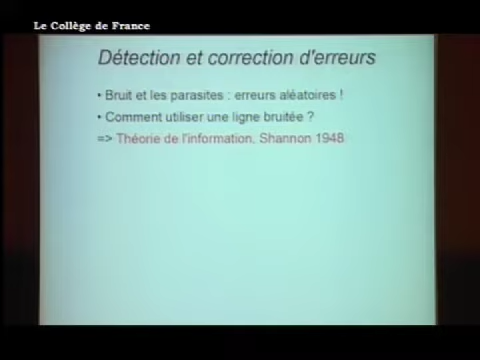 Le Collège de France
Détection et correction d'erreurs
• Bruit et les parasites : erreurs aléatoires !
• Comment utiliser une ligne bruitée ?
=> Théorie de l'information, Shannon 1948